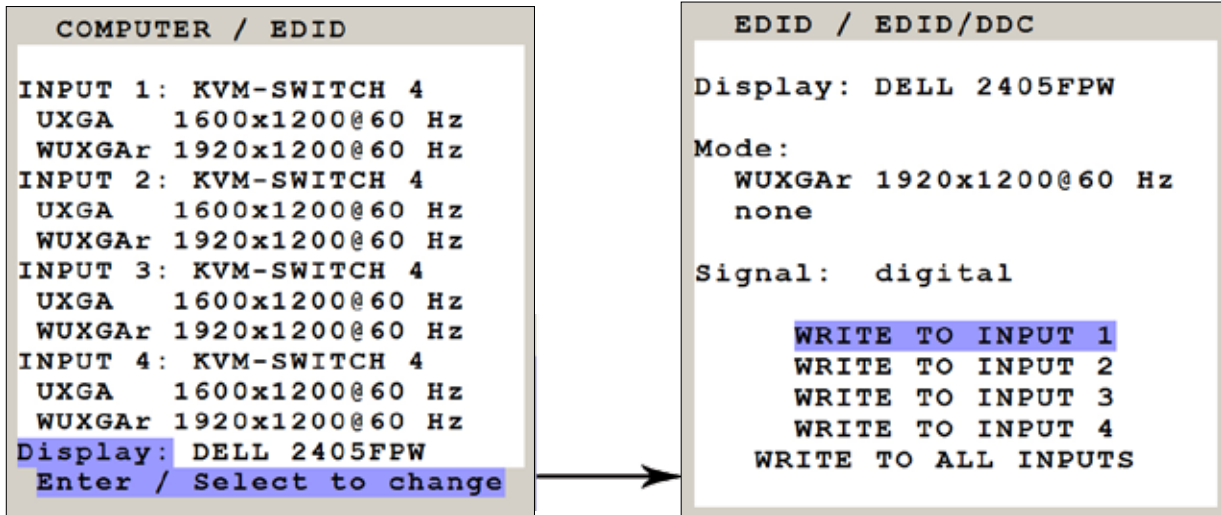 COMPUTER / EDID
INPUT 1: KVM-SWITCH 4
UXGA 1600x1200@60 Hz
WUXGAr 1920x1200@60 Hz
INPUT 2: KVM-SWITCH 4
UXGA 1600x1200@60 Hz
WUXGAr 1920x1200@60 Hz
INPUT 3: KVM-SWITCH 4
UXGA 1600x1200@60 Hz
WUXGAr 1920x1200@60 Hz
INPUT 4: KVM-SWITCH 4
UXGA 1600x1200@60 Hz
WUXGAr 1920x1200@60 Hz
Display: DELL 2405FPW
Enter / Select to change
EDID / EDID/DDC
Display: DELL 2405FPW
Mode:
WUXGAr 1920x1200@60 Hz
none
Signal: digital
WRITE TO INPUT 1
WRITE TO INPUT 2
WRITE TO INPUT 3
WRITE TO INPUT 4
WRITE TO ALL INPUTS